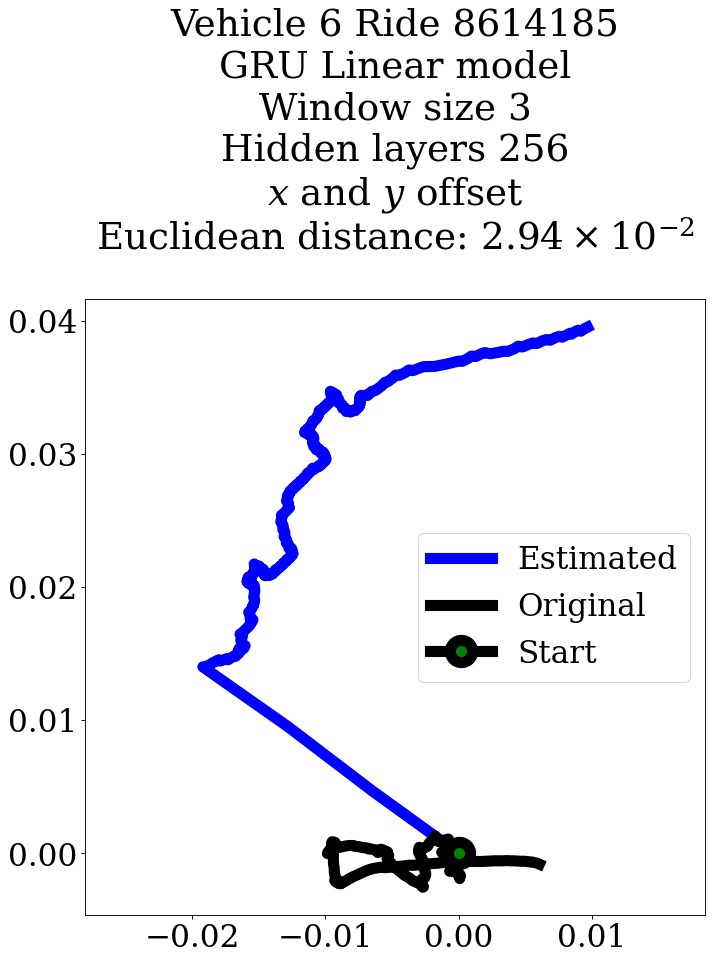 Vehicle 6 Ride 8614185
GRU Linear model
Window size 3
Hidden layers 256
x and y offset
Euclidean distance: 2.94 × 10⁻²
0.04
0.03
0.02
0.01
0.00
Estimated
Original
Start
−0.02 −0.01 0.00 0.01